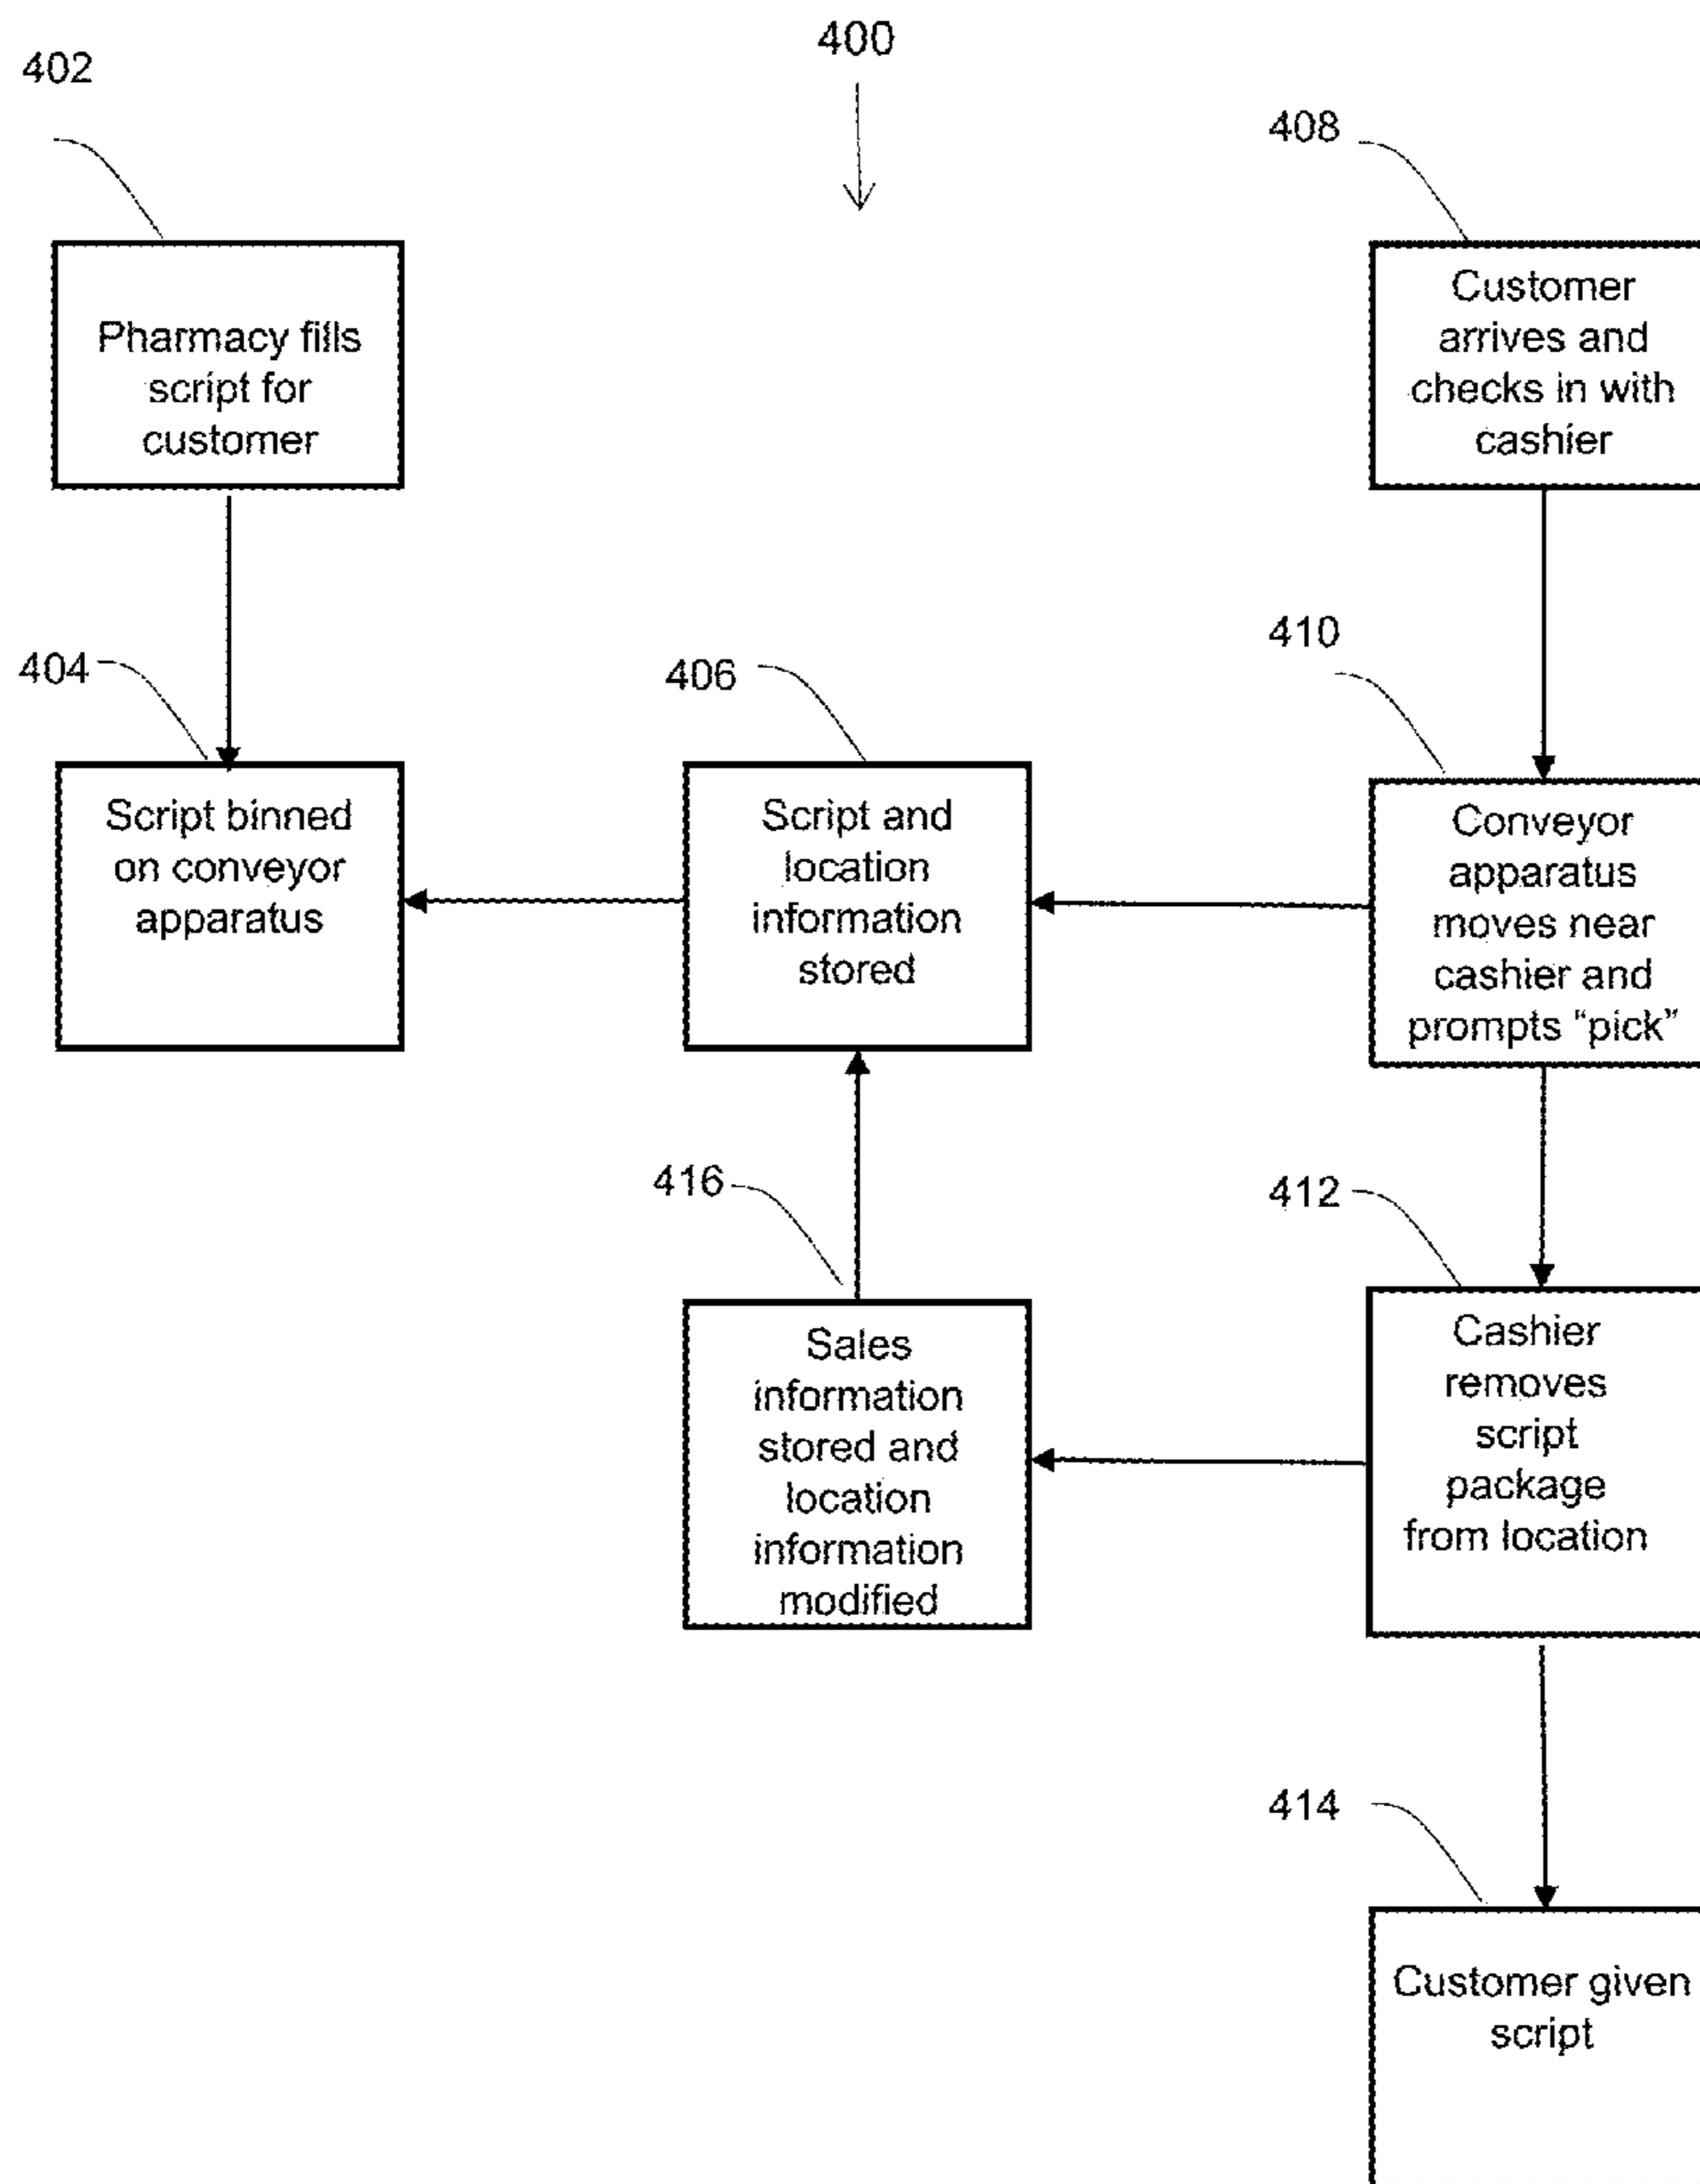 400
402
Pharmacy fills
script for
customer
408
Customer
arrives and
checks in with
cashier
404
Script binned
on conveyor
apparatus
406
Script and
location
information
stored
410
Conveyor
apparatus
moves near
cashier and
prompts “pick”
416
Sales
information
stored and
location
information
modified
412
Cashier
removes
script
package
from location
414
Customer given
script